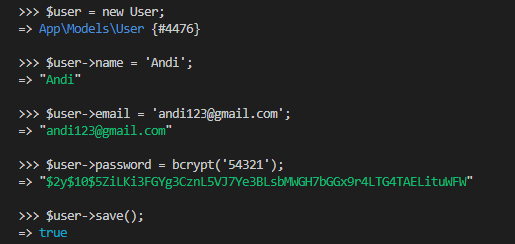 >>> $user = new User;
=> App\Models\User {#4476}
>>> $user->name = 'Andi';
=> "Andi"
>>> $user->email = 'andi123@gmail.com';
=> "andi123@gmail.com"
>>> $user->password = bcrypt('54321');
=> "$2y$10$5ZiLKi3FGYg3CznL5VJ7Ye3BLsbMWGH7bGGx9r4LTG4TAELituWFW"
>>> $user->save();
=> true